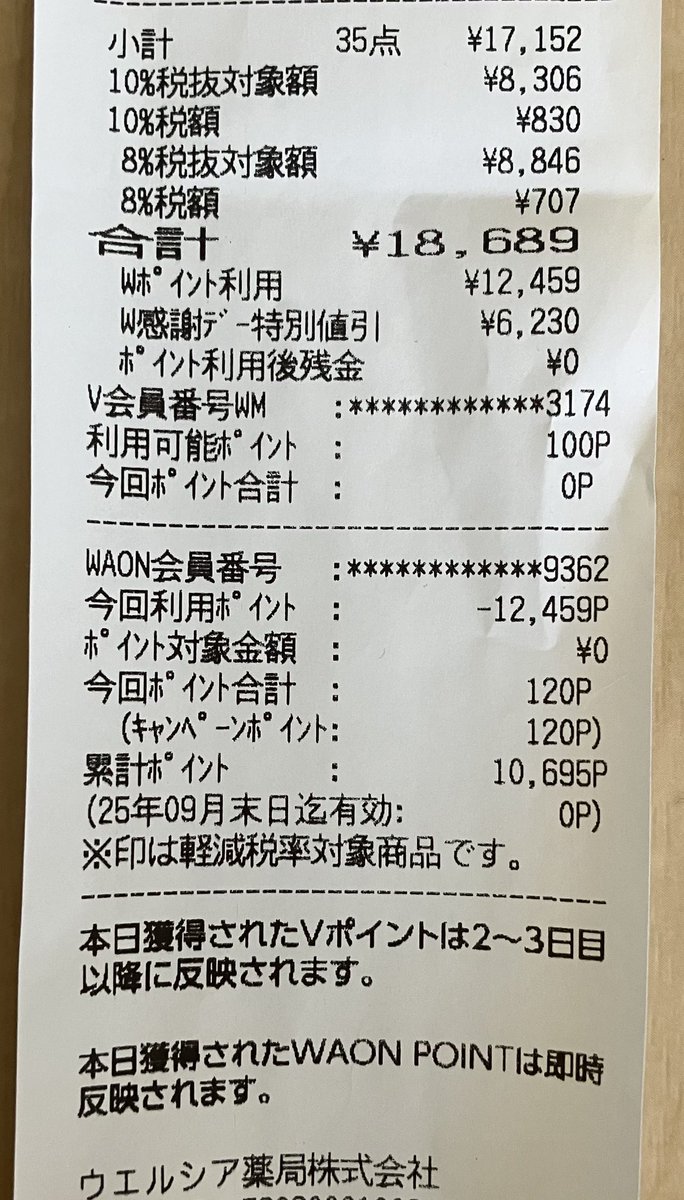 小計 35点 ¥17,152
10%税抜対象額 ¥8,306
10%税額 ¥830
8%税抜対象額 ¥8,846
8%税額 ¥707
合計 ¥18,689
Wﾎﾟｲﾝﾄ利用 ¥12,459
W感謝ﾃﾞｰ特別値引 ¥6,230
ﾎﾟｲﾝﾄ利用後残金 ¥0
V会員番号WM :************3174
利用可能ﾎﾟｲﾝﾄ : 100P
今回ﾎﾟｲﾝﾄ合計 : 0P
WAON会員番号 :************9362
今回利用ﾎﾟｲﾝﾄ : -12,459P
ﾎﾟｲﾝﾄ対象金額 : ¥0
今回ﾎﾟｲﾝﾄ合計 : 120P
(ｷｬﾝﾍﾟｰﾝﾎﾟｲﾝﾄ: 120P)
累計ﾎﾟｲﾝﾄ : 10,695P
(25年09月末日迄有効: 0P)
※印は軽減税率対象商品です。
本日獲得されたVポイントは2〜3日目
以降に反映されます。
本日獲得されたWAON POINTは即時
反映されます。
ウエルシア薬局株式会社